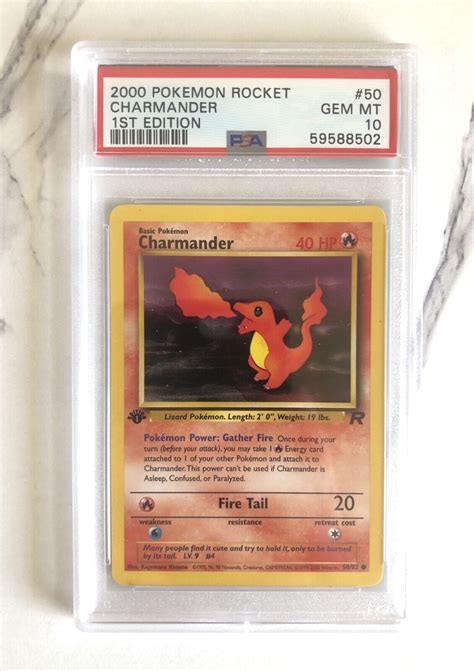 2000 POKEMON ROCKET #50
CHARMANDER GEM MT
1ST EDITION 10
PSA 59588502
Basic Pokémon
Charmander 40 HP
Lizard Pokémon. Length: 2' 0", Weight: 19 lbs.
Pokémon Power: Gather Fire Once during your
turn (before your attack), you may take 1 Energy card
attached to 1 of your other Pokémon and attach it to
Charmander. This power can't be used if Charmander is
Asleep, Confused, or Paralyzed.
Fire Tail 20
weakness resistance retreat cost
Many people find it cute and try to hold it, only to be burned
by its tail. LV. 9 #4
50/82